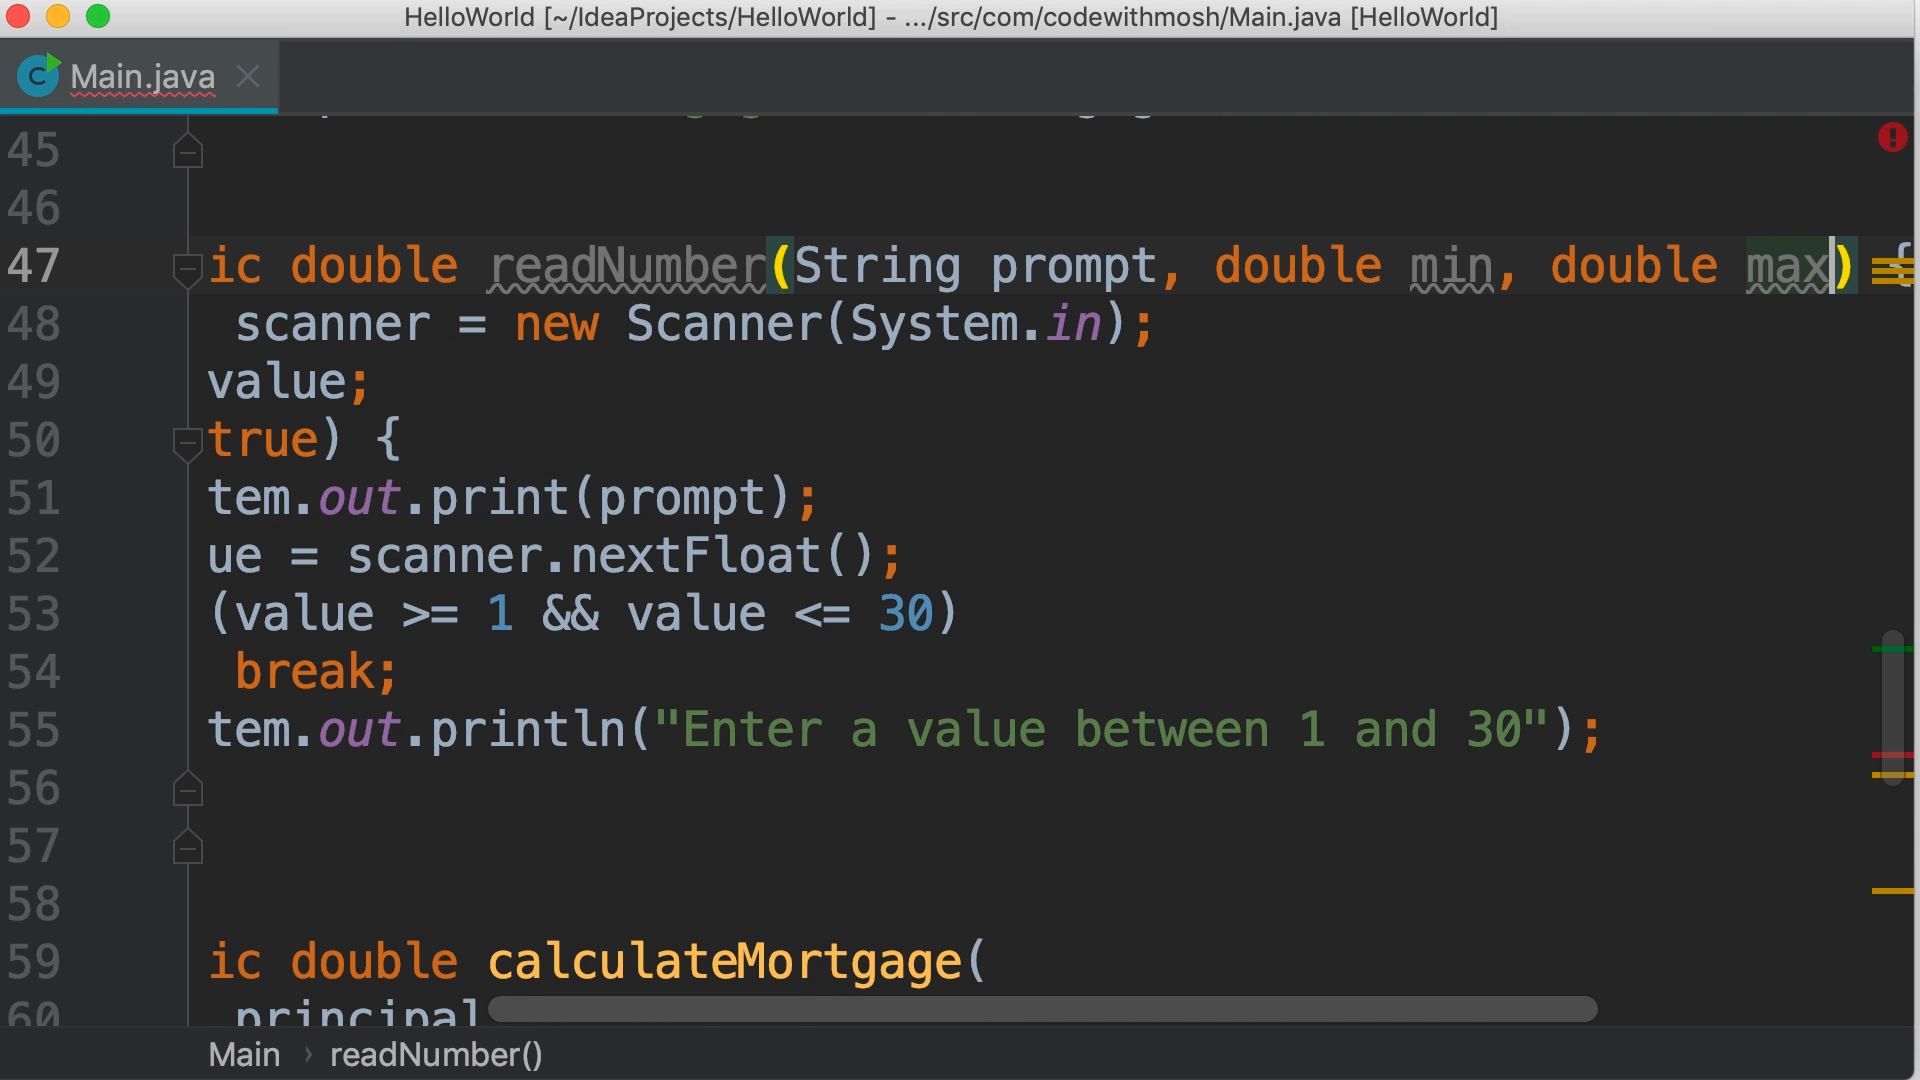 HelloWorld [~/IdeaProjects/HelloWorld] - .../src/com/codewithmosh/Main.java [HelloWorld]
Main.java
45
46
47 ic double readNumber(String prompt, double min, double max) {
48 scanner = new Scanner(System.in);
49 value;
50 true) {
51 tem.out.print(prompt);
52 ue = scanner.nextFloat();
53 (value >= 1 && value <= 30)
54 break;
55 tem.out.println("Enter a value between 1 and 30");
56
57
58
59 ic double calculateMortgage(
60 principal
Main › readNumber()